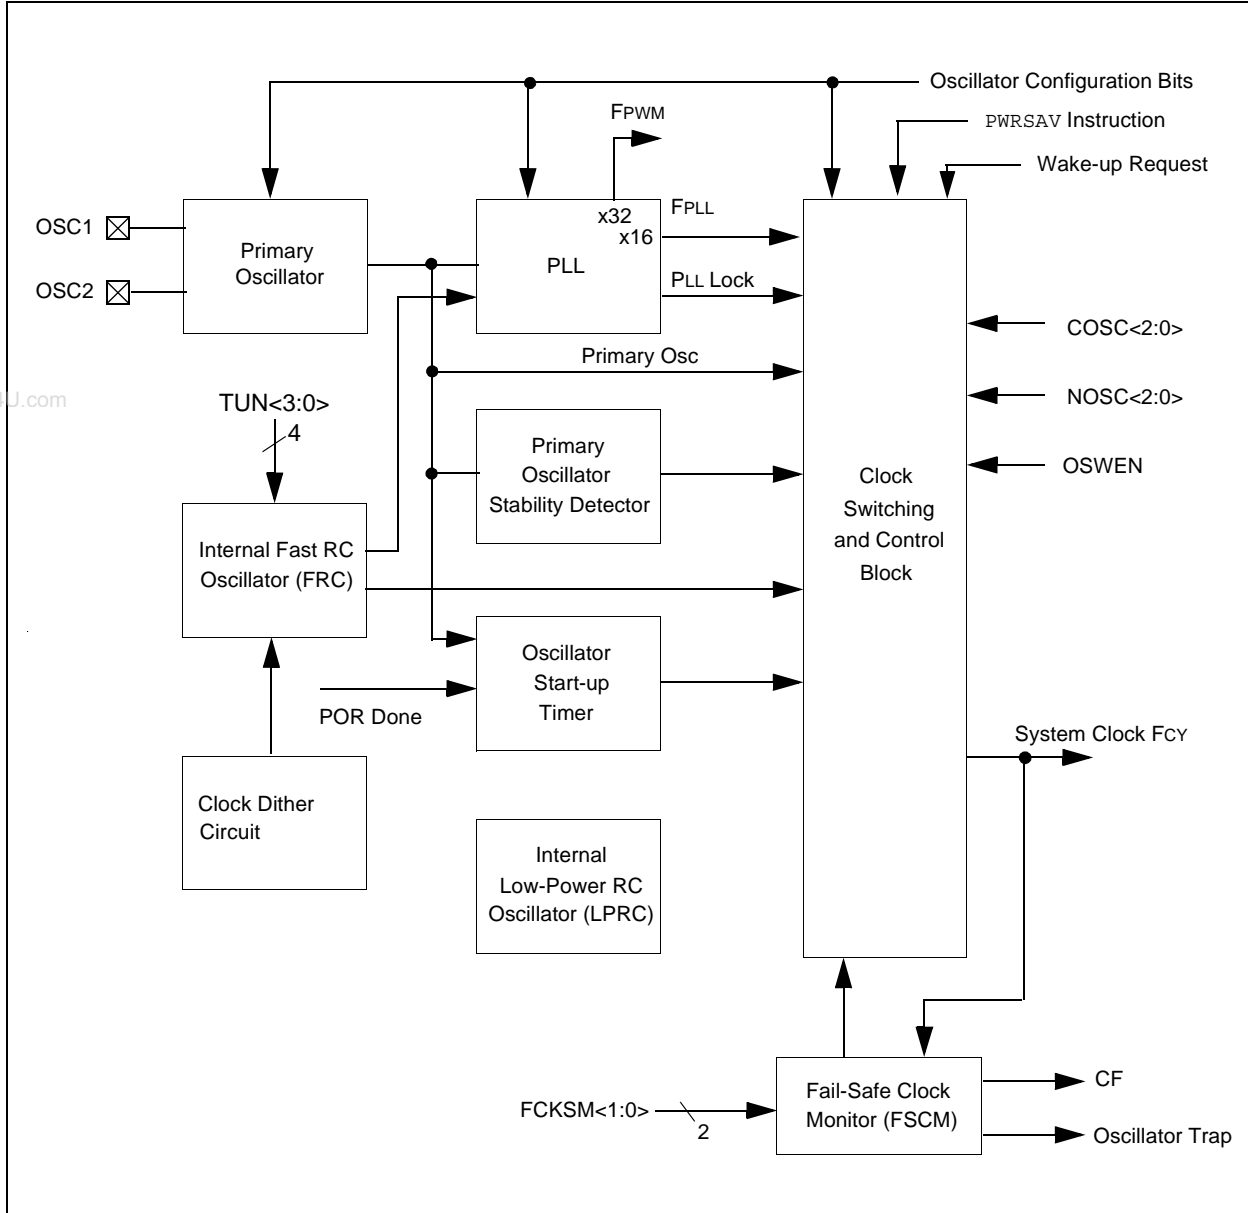 Oscillator Configuration Bits
FPWM
PWRSAV Instruction
Wake-up Request
OSC1
OSC2
Primary
Oscillator
x32
x16
PLL
FPLL
PLL Lock
COSC<2:0>
Primary Osc
NOSC<2:0>
4U.com
TUN<3:0>
4
Primary
Oscillator
Stability Detector
OSWEN
Clock
Switching
and Control
Block
Internal Fast RC
Oscillator (FRC)
Oscillator
Start-up
Timer
POR Done
System Clock FCY
Clock Dither
Circuit
Internal
Low-Power RC
Oscillator (LPRC)
Fail-Safe Clock
Monitor (FSCM)
CF
FCKSM<1:0>
2
Oscillator Trap